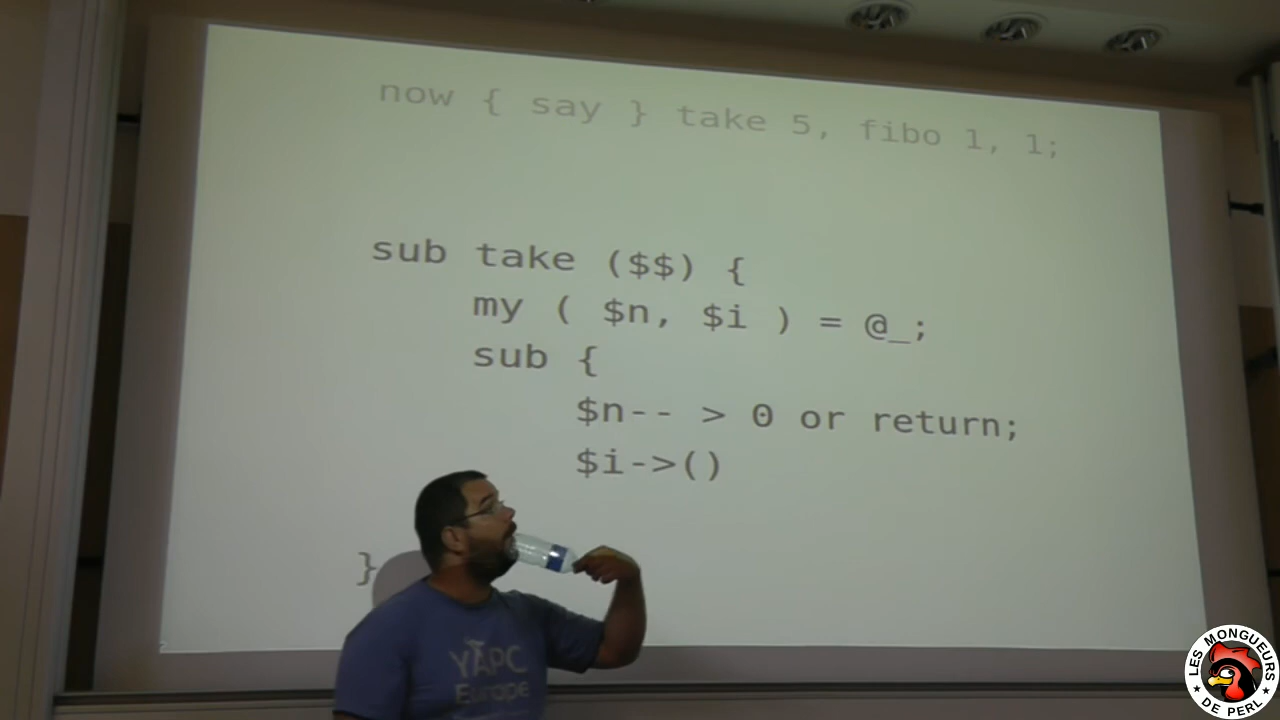 now { say } take 5, fibo 1, 1;
sub take ($$) {
my ( $n, $i ) = @_;
sub {
$n-- > 0 or return;
$i->()
}
YAPC
Europe
LES MONGUEURS
DE PERL